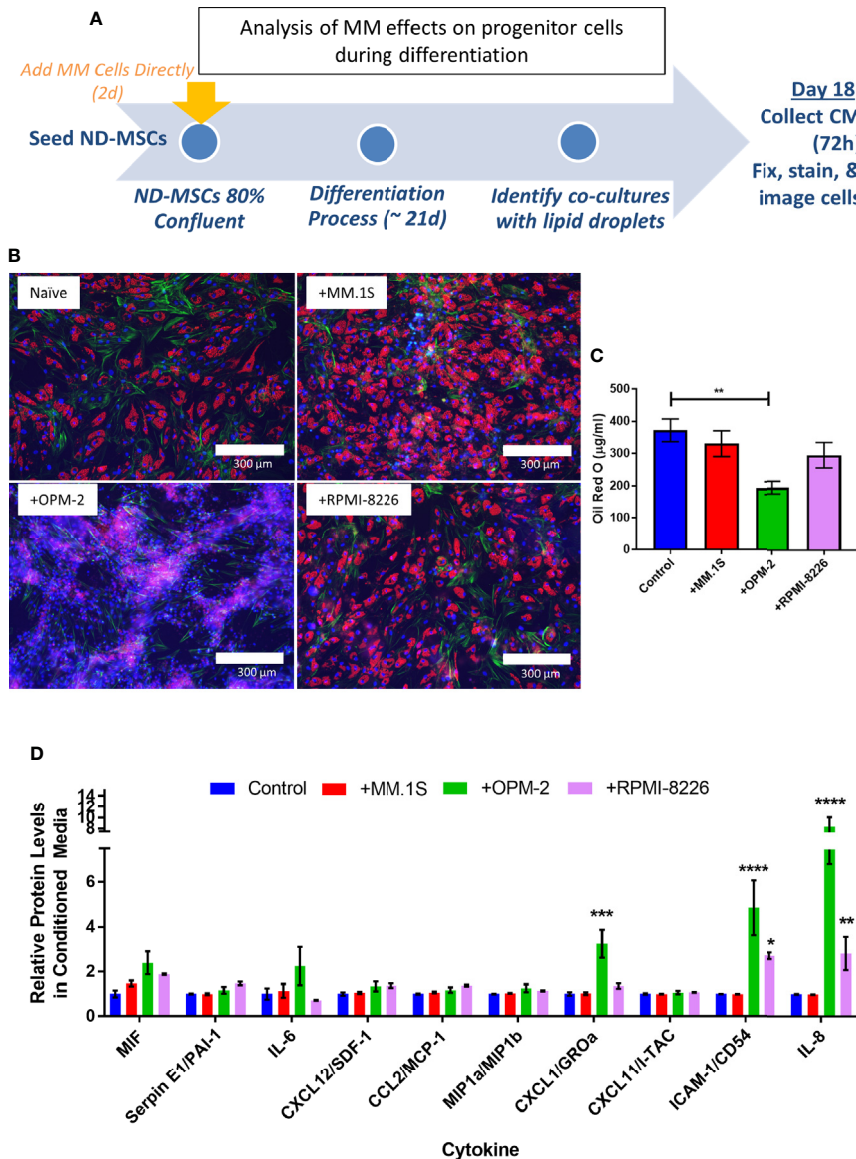 A
Analysis of MM effects on progenitor cells
during differentiation
Add MM Cells Directly
(2d)
Seed ND-MSCs
ND-MSCs 80%
Confluent
Differentiation
Process (~ 21d)
Identify co-cultures
with lipid droplets
Day 18
Collect CM
(72h)
Fix, stain, &
image cells
B
Naïve
300 µm
+MM.1S
300 µm
+OPM-2
300 µm
+RPMI-8226
300 µm
C
Oil Red O (µg/ml)
500
400
300
200
100
0
**
Control
+MM.1S
+OPM-2
+RPMI-8226
D
Control
+MM.1S
+OPM-2
+RPMI-8226
Relative Protein Levels
in Conditioned Media
14
12
10
8
6
4
2
0
***
****
*
****
**
MIF
Serpin E1/PAI-1
IL-6
CXCL12/SDF-1
CCL2/MCP-1
MIP1a/MIP1b
CXCL1/GROa
CXCL11/I-TAC
ICAM-1/CD54
IL-8
Cytokine